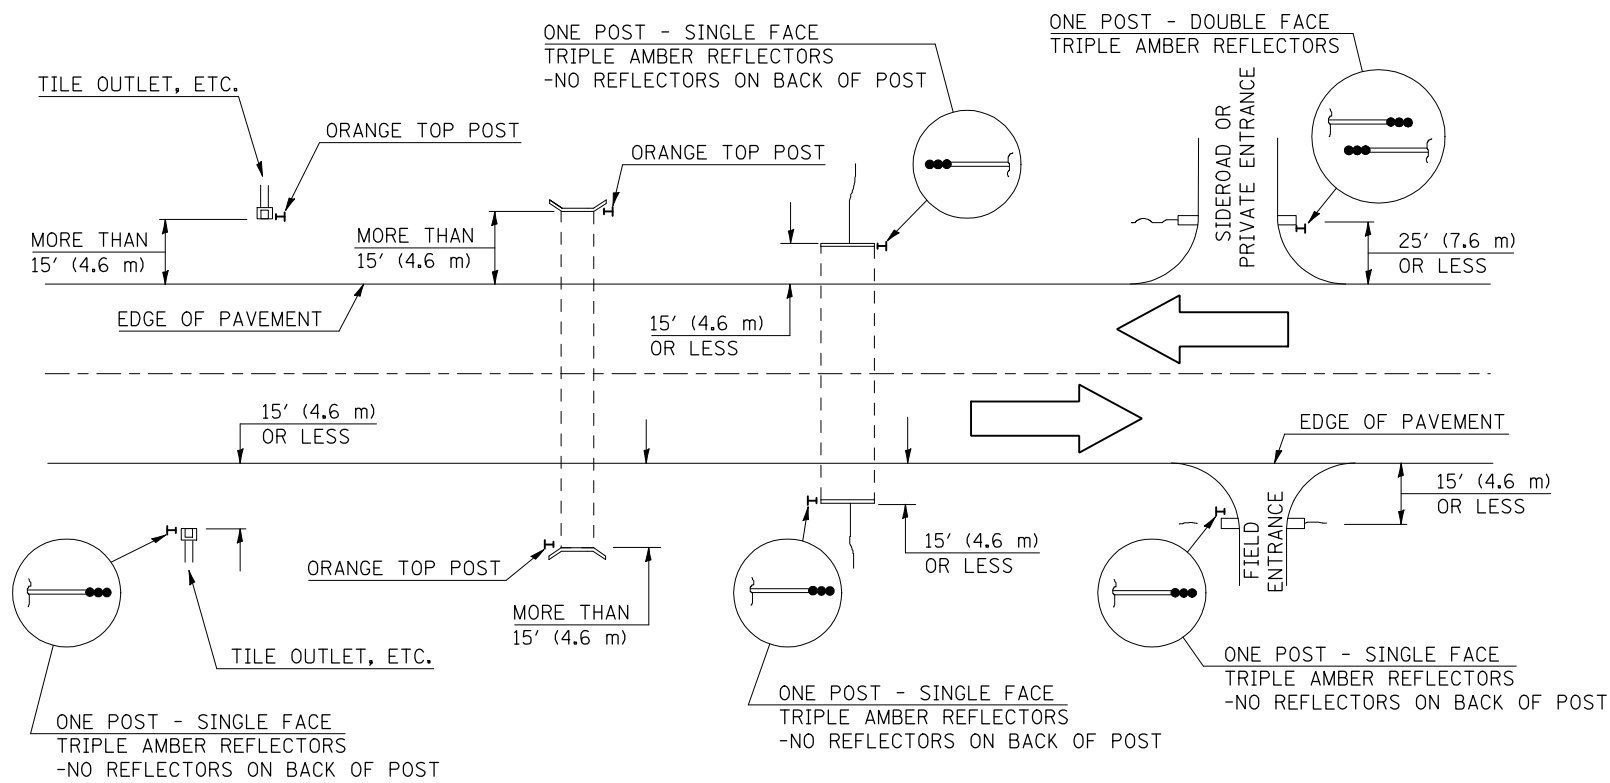 ONE POST - SINGLE FACE
TRIPLE AMBER REFLECTORS
-NO REFLECTORS ON BACK OF POST
ONE POST - DOUBLE FACE
TRIPLE AMBER REFLECTORS
TILE OUTLET, ETC.
ORANGE TOP POST
ORANGE TOP POST
SIDEROAD OR
PRIVATE ENTRANCE
MORE THAN
15' (4.6 m)
MORE THAN
15' (4.6 m)
25' (7.6 m)
OR LESS
EDGE OF PAVEMENT
15' (4.6 m)
OR LESS
15' (4.6 m)
OR LESS
EDGE OF PAVEMENT
15' (4.6 m)
OR LESS
FIELD
ENTRANCE
ORANGE TOP POST
15' (4.6 m)
OR LESS
MORE THAN
15' (4.6 m)
TILE OUTLET, ETC.
ONE POST - SINGLE FACE
TRIPLE AMBER REFLECTORS
-NO REFLECTORS ON BACK OF POST
ONE POST - SINGLE FACE
TRIPLE AMBER REFLECTORS
-NO REFLECTORS ON BACK OF POST
ONE POST - SINGLE FACE
TRIPLE AMBER REFLECTORS
-NO REFLECTORS ON BACK OF POST